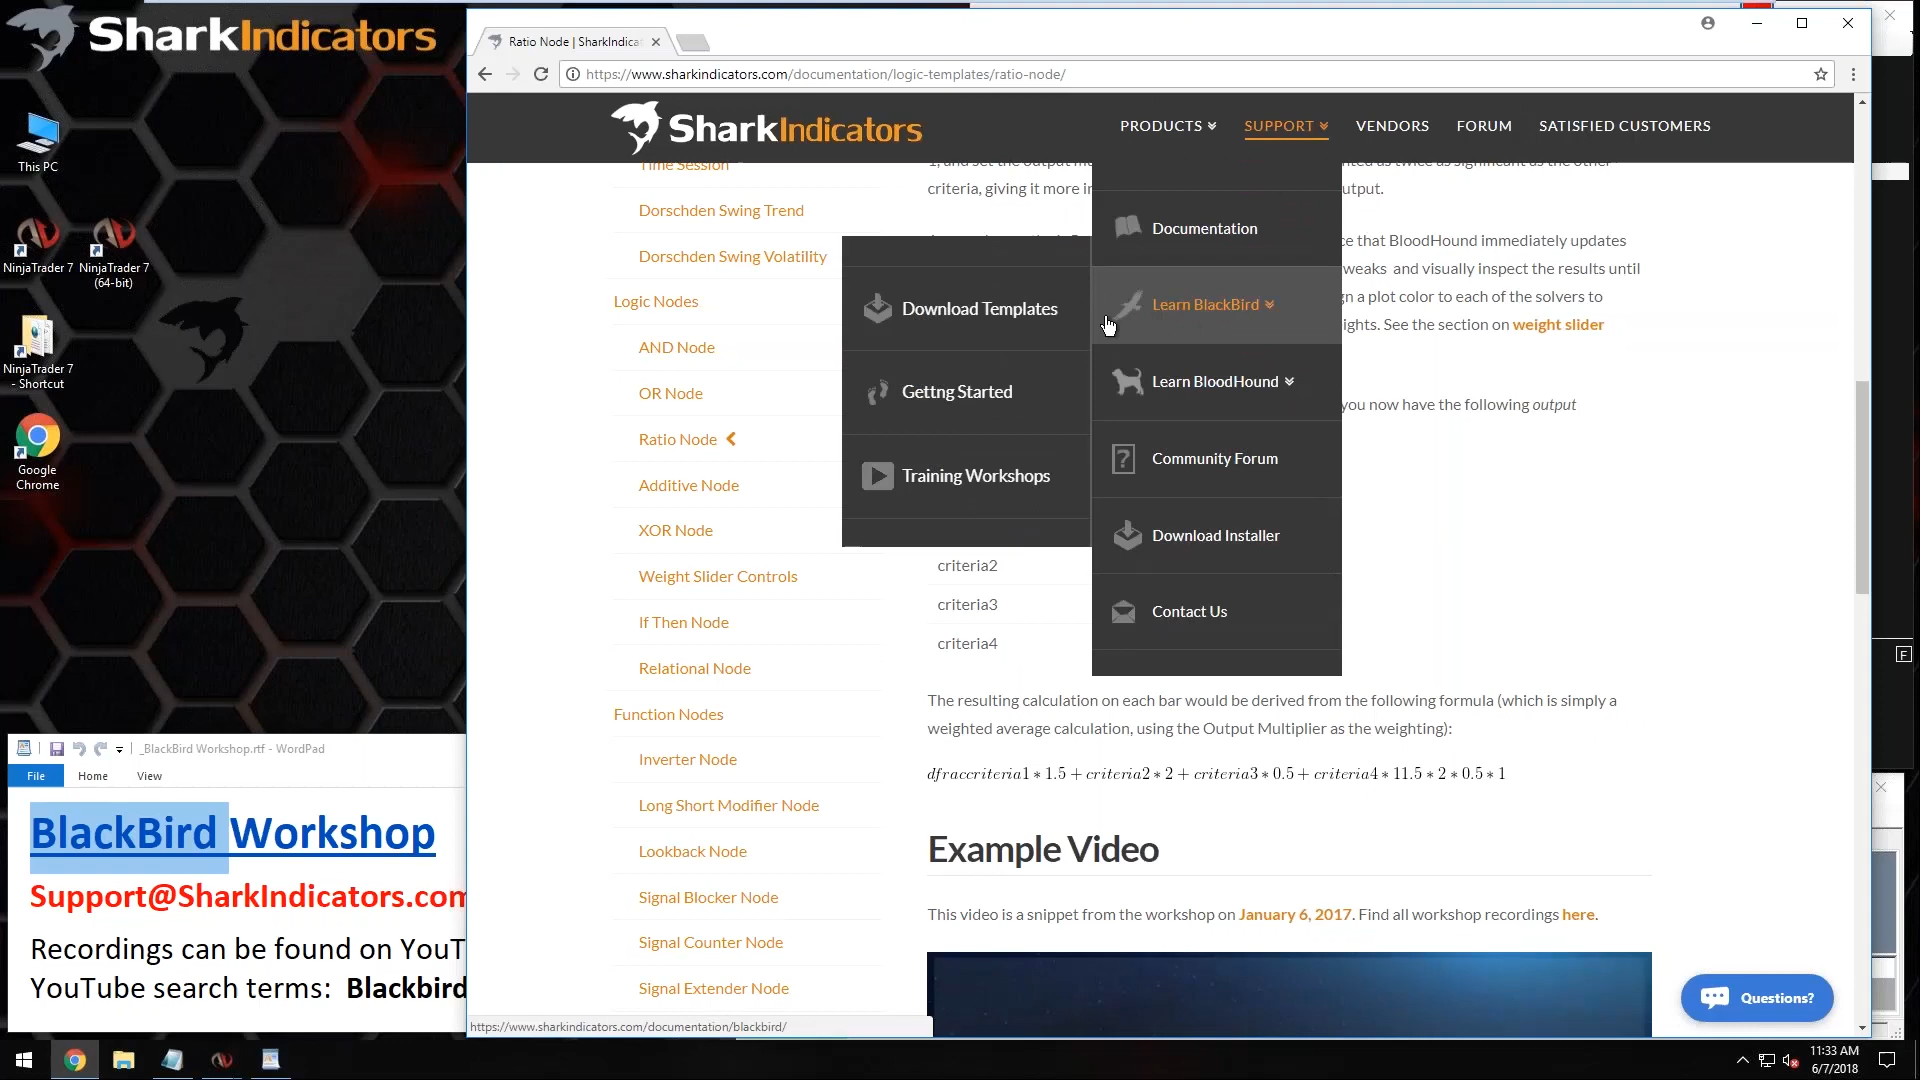 SharkIndicators
This PC
NinjaTrader 7
NinjaTrader 7
(64-bit)
NinjaTrader 7
- Shortcut
Google
Chrome
_BlackBird Workshop.rtf - WordPad
File Home View
BlackBird Workshop
Support@SharkIndicators.com
Recordings can be found on YouT
YouTube search terms: Blackbird
Ratio Node | SharkIndica
https://www.sharkindicators.com/documentation/logic-templates/ratio-node/
SharkIndicators
PRODUCTS SUPPORT VENDORS FORUM SATISFIED CUSTOMERS
Time Session
Dorschden Swing Trend
Dorschden Swing Volatility
Logic Nodes
AND Node
OR Node
Ratio Node
Additive Node
XOR Node
Weight Slider Controls
If Then Node
Relational Node
Function Nodes
Inverter Node
Long Short Modifier Node
Lookback Node
Signal Blocker Node
Signal Counter Node
Signal Extender Node
Download Templates
Gettng Started
Training Workshops
Documentation
Learn BlackBird
Learn BloodHound
Community Forum
Download Installer
Contact Us
criteria, giving it more in
utput.
ce that BloodHound immediately updates
weaks and visually inspect the results until
gn a plot color to each of the solvers to
ights. See the section on weight slider
you now have the following output
criteria2
criteria3
criteria4
The resulting calculation on each bar would be derived from the following formula (which is simply a
weighted average calculation, using the Output Multiplier as the weighting):
dfraccriteria1 * 1.5 + criteria2 * 2 + criteria3 * 0.5 + criteria4 * 11.5 * 2 * 0.5 * 1
Example Video
This video is a snippet from the workshop on January 6, 2017. Find all workshop recordings here.
Questions?
https://www.sharkindicators.com/documentation/blackbird/
F
11:33 AM
6/7/2018